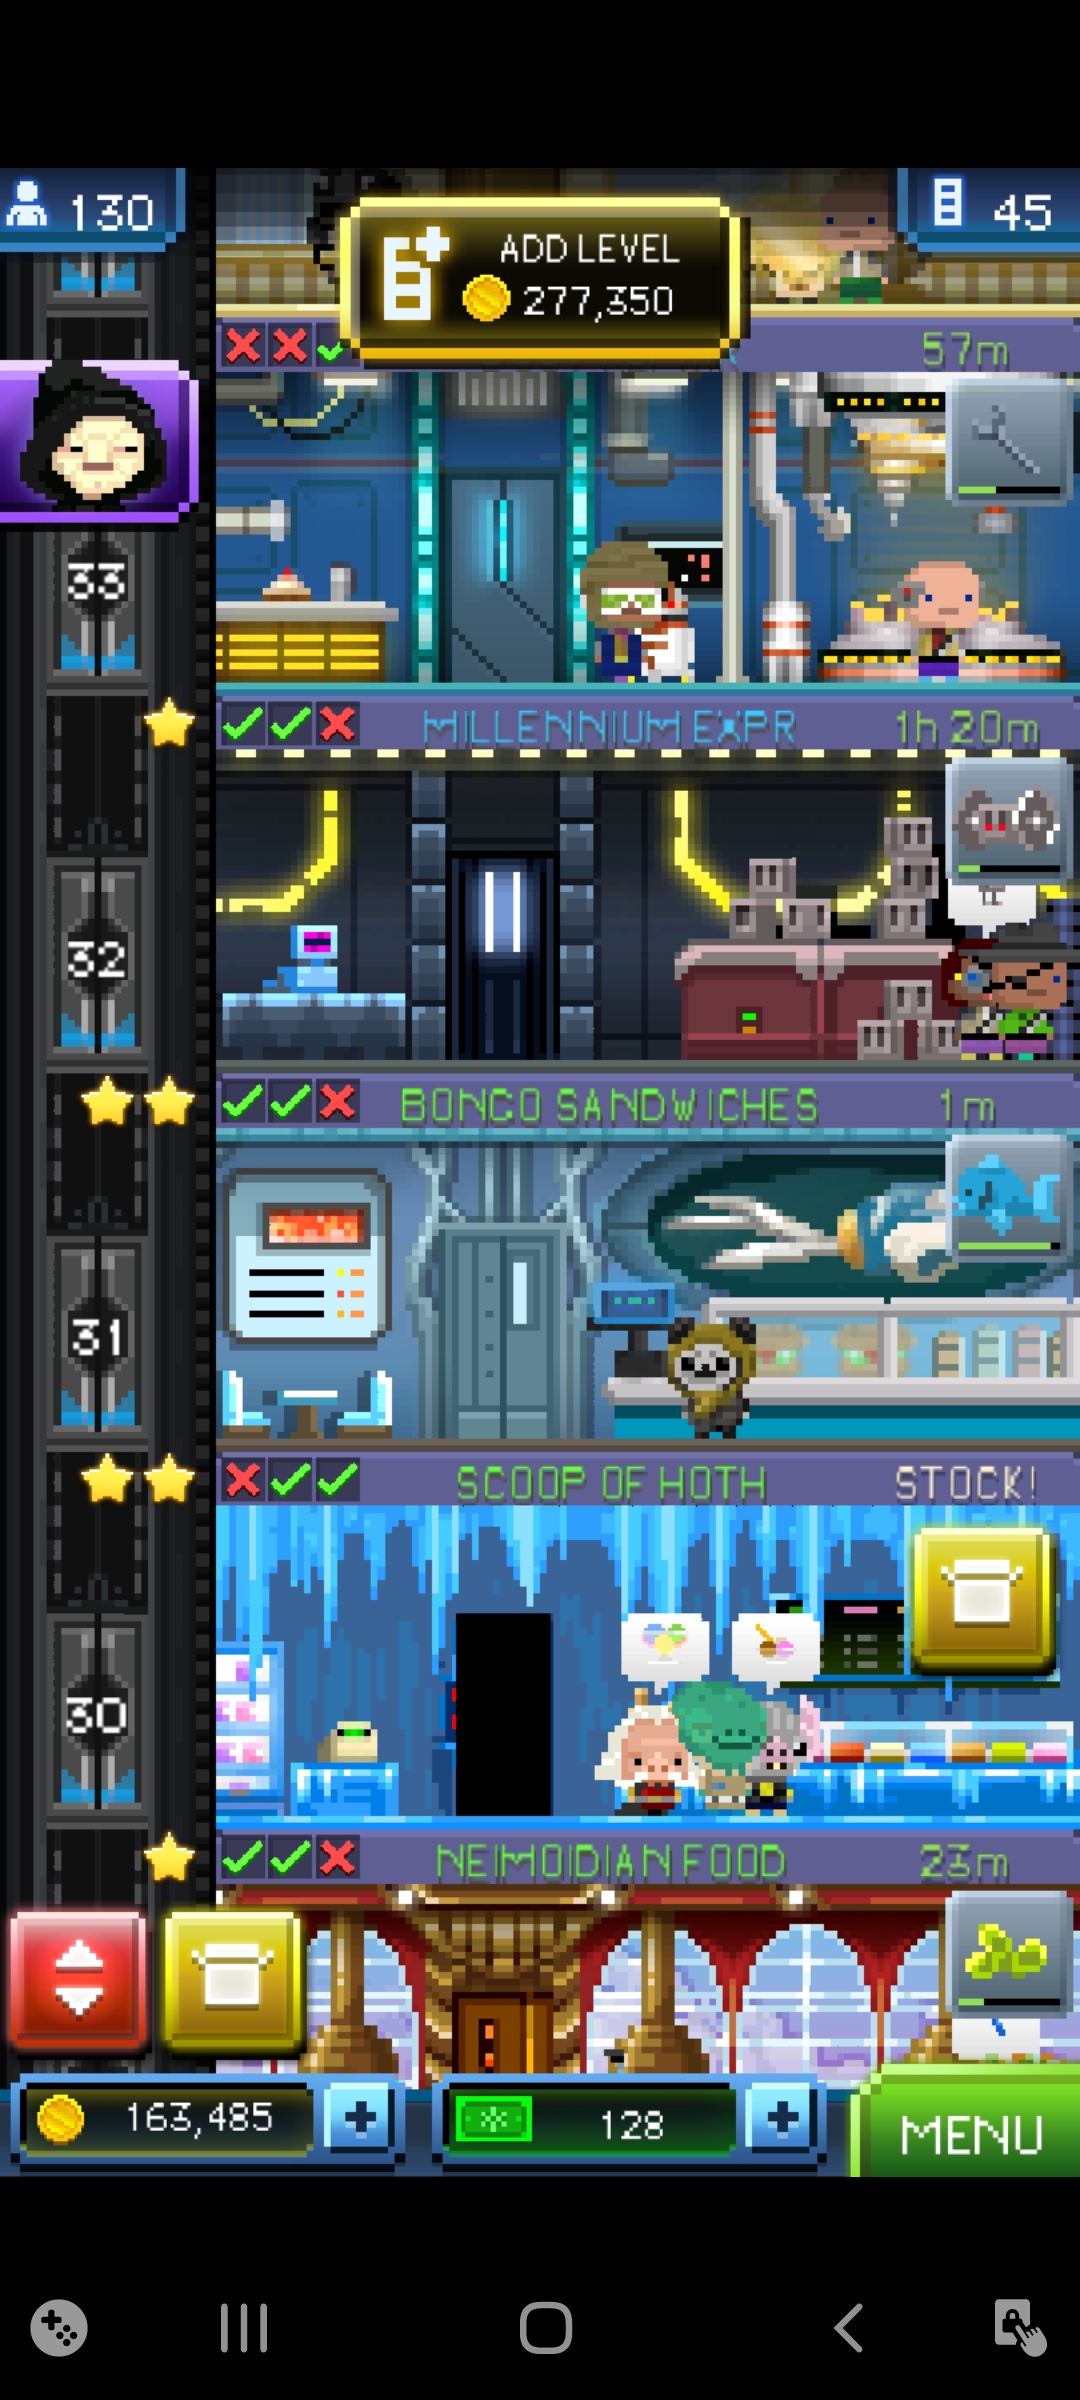 130
45
ADD LEVEL
277,350
57m
33
MILLENNIUM EXPR
1h 20m
32
BONGO SANDWICHES
1m
31
SCOOP OF HOTH
STOCK!
30
NEIMOIDIAN FOOD
23m
163,485
128
MENU